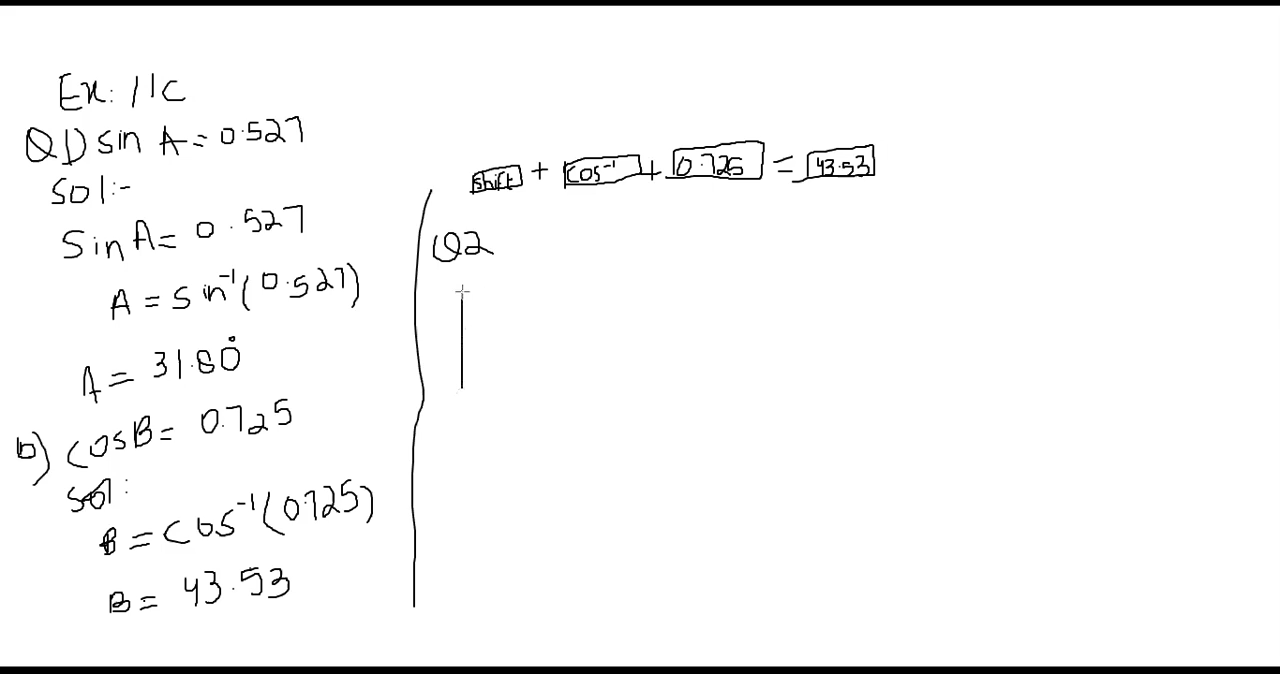 Ex: 11C
Q1) sin A = 0.527
Sol:-
Sin A = 0.527
A = sin⁻¹(0.527)
A = 31.80°
b) cos B = 0.725
Sol:
B = cos⁻¹(0.725)
B = 43.53
shift + cos⁻¹ + 0.725 = 43.53
Q2